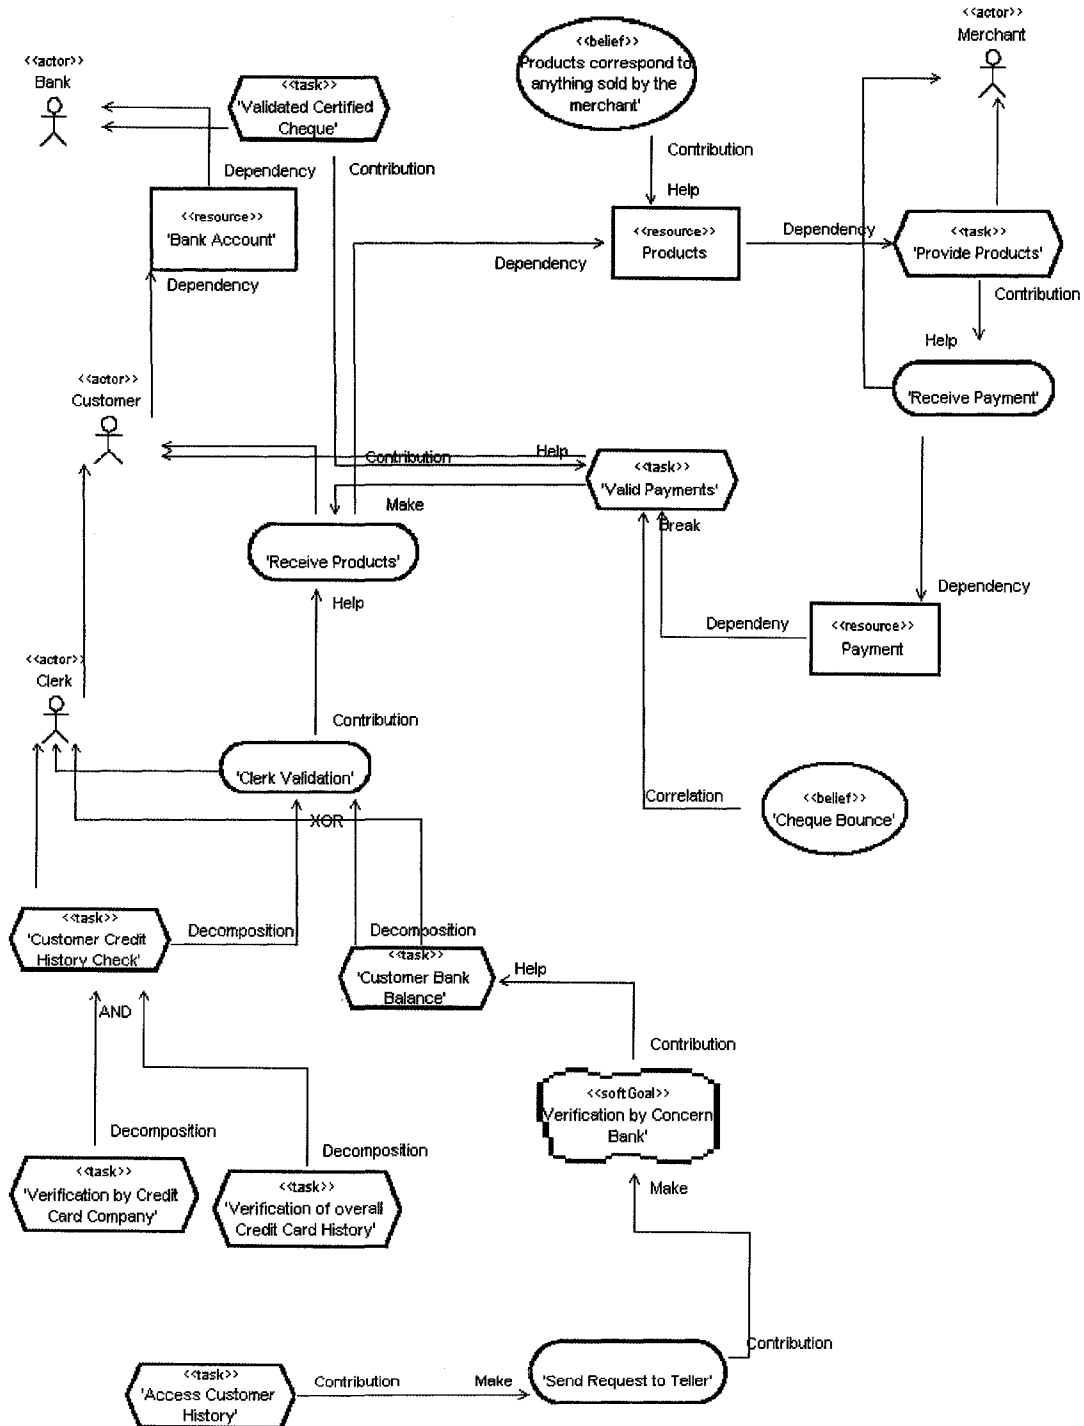 <<actor>>
Merchant
<<belief>>
Products correspond to
anything sold by the
merchant'
<<actor>>
Bank
<<task>>
'Validated Certified
Cheque'
Contribution
Help
Dependency
Contribution
<<resource>>
'Bank Account'
<<resource>>
Products
Dependency
<<task>>
'Provide Products'
Dependency
Dependency
Contribution
Help
<<actor>>
Customer
'Receive Payment'
Contribution
Help
<<task>>
'Valid Payments'
Make
Break
'Receive Products'
Help
Dependency
Dependeny
<<resource>>
Payment
<<actor>>
Clerk
Contribution
'Clerk Validation'
Correlation
<<belief>>
'Cheque Bounce'
XOR
<<task>>
'Customer Credit
History Check'
Decomposition
Decomposition
<<task>>
'Customer Bank
Balance'
Help
AND
Contribution
<<softGoal>>
Verification by Concern
Bank'
Decomposition
Decomposition
<<task>>
'Verification by Credit
Card Company'
<<task>>
'Verification of overall
Credit Card History'
Make
Contribution
<<task>>
'Access Customer
History'
Contribution
Make
'Send Request to Teller'